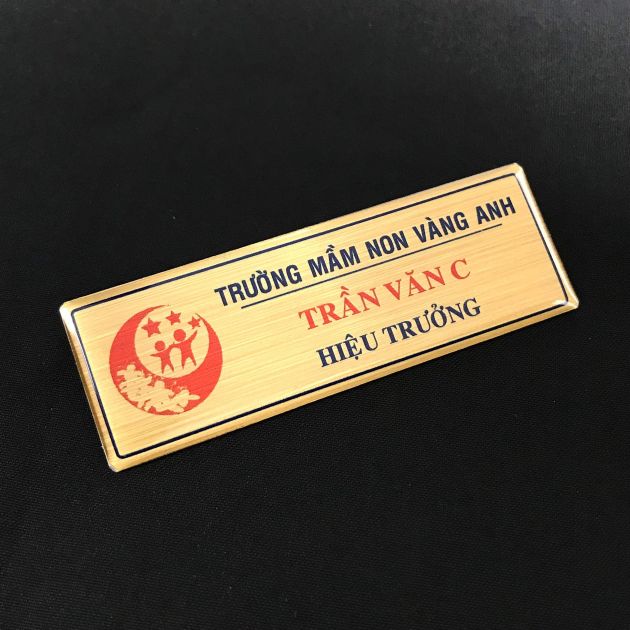 TRƯỜNG MẦM NON VÀNG ANH
TRẦN VĂN C
HIỆU TRƯỞNG